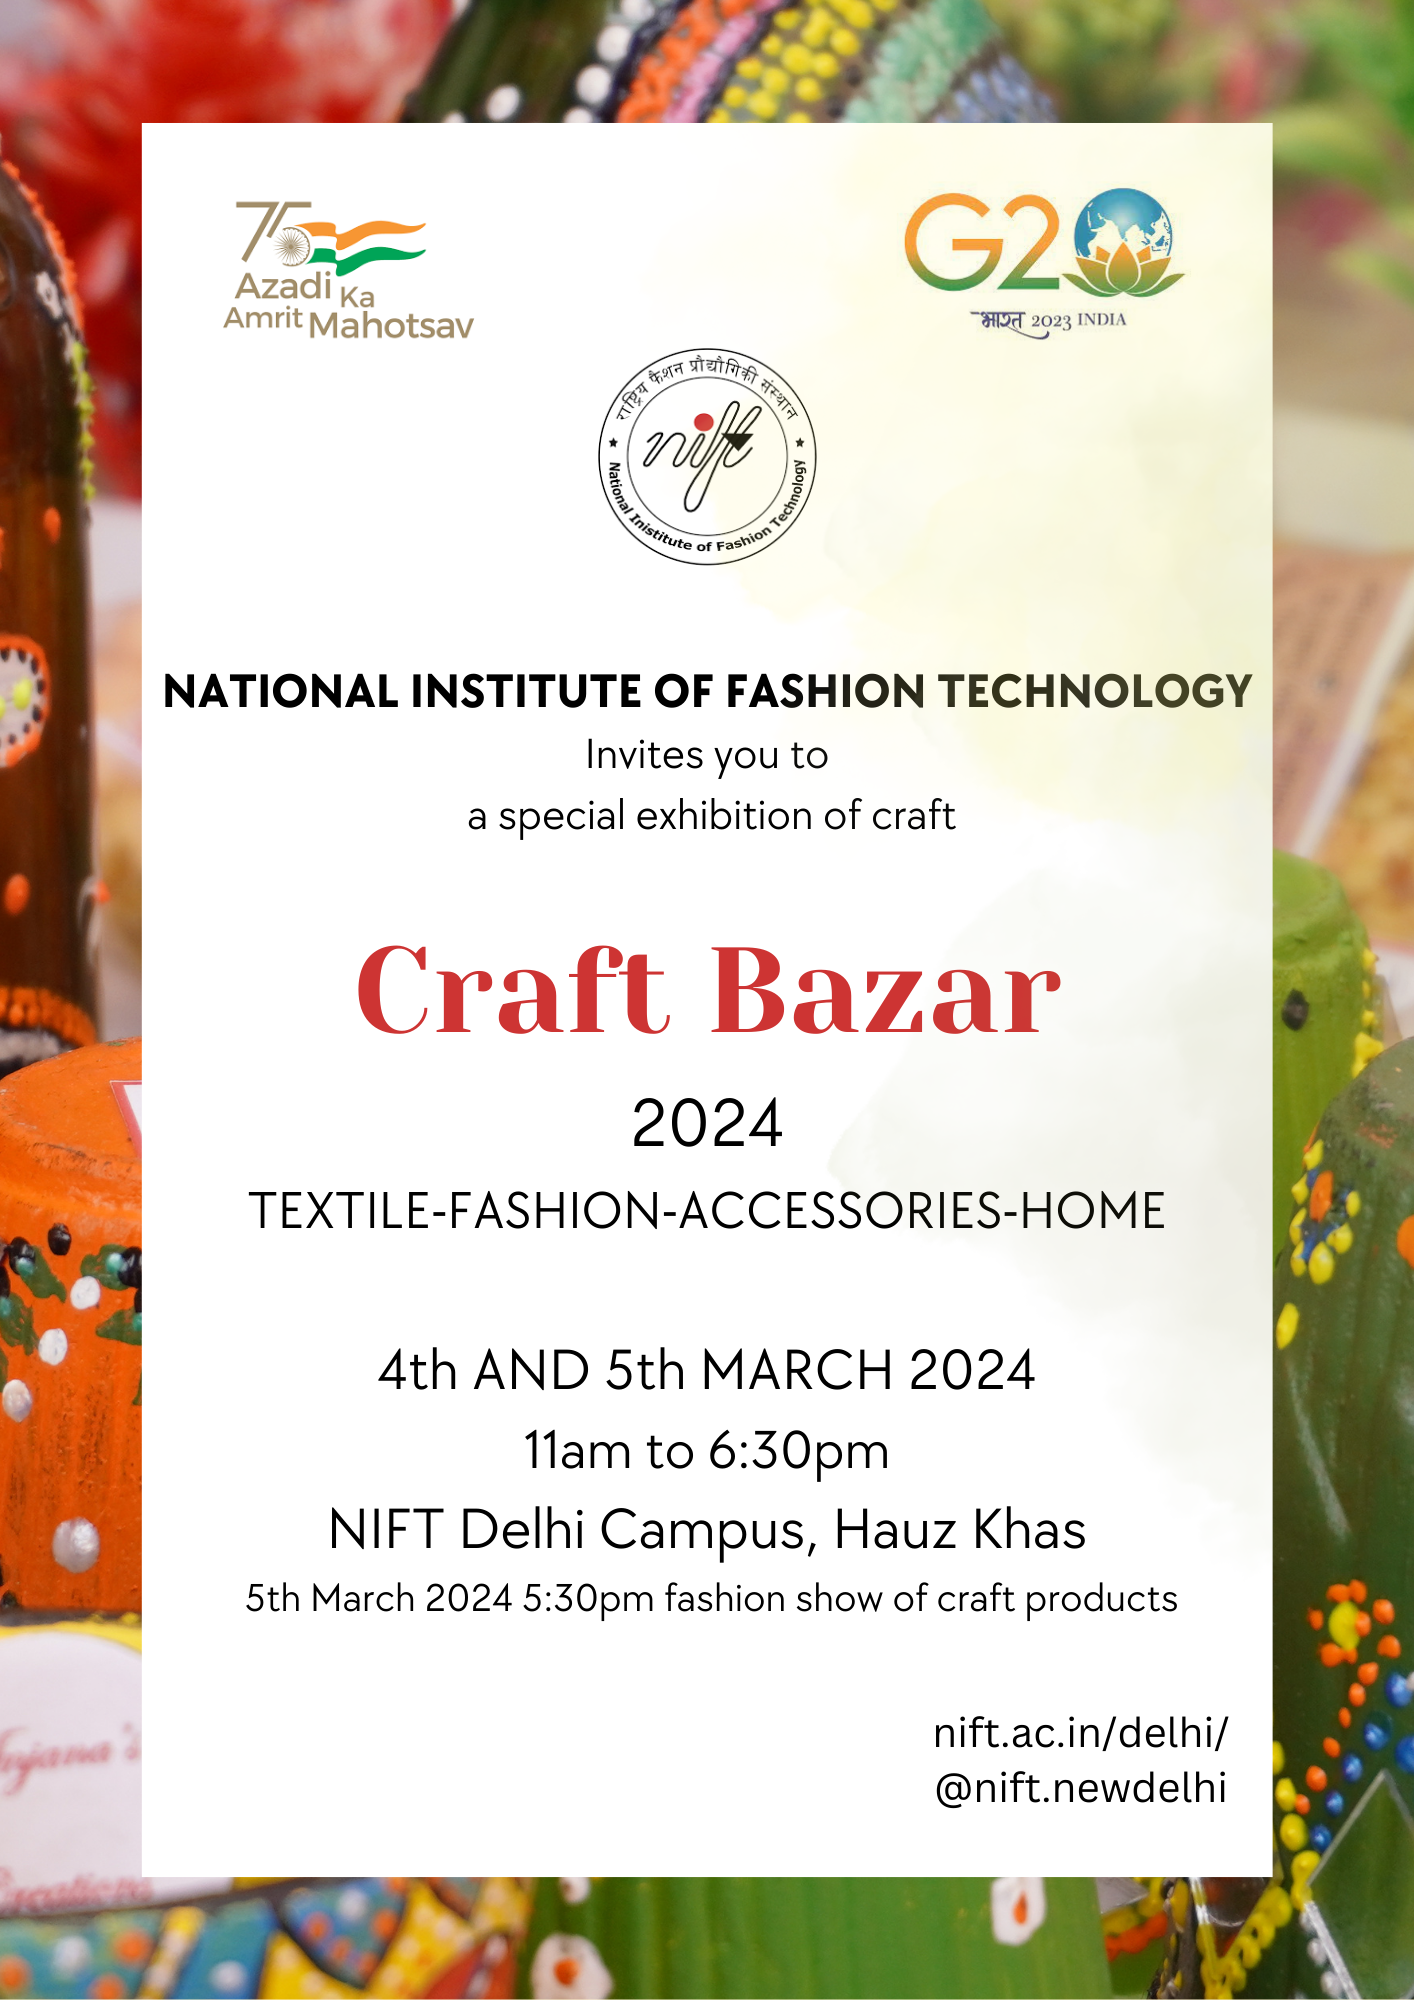 75
Azadi Ka
Amrit Mahotsav
G20
भारत 2023 INDIA
राष्ट्रिय फैशन प्रौद्यौगिकी संस्थान
nift
National Inistitute of Fashion Technology
NATIONAL INSTITUTE OF FASHION TECHNOLOGY
Invites you to
a special exhibition of craft
Craft Bazar
2024
TEXTILE-FASHION-ACCESSORIES-HOME
4th AND 5th MARCH 2024
11am to 6:30pm
NIFT Delhi Campus, Hauz Khas
5th March 2024 5:30pm fashion show of craft products
nift.ac.in/delhi/
@nift.newdelhi